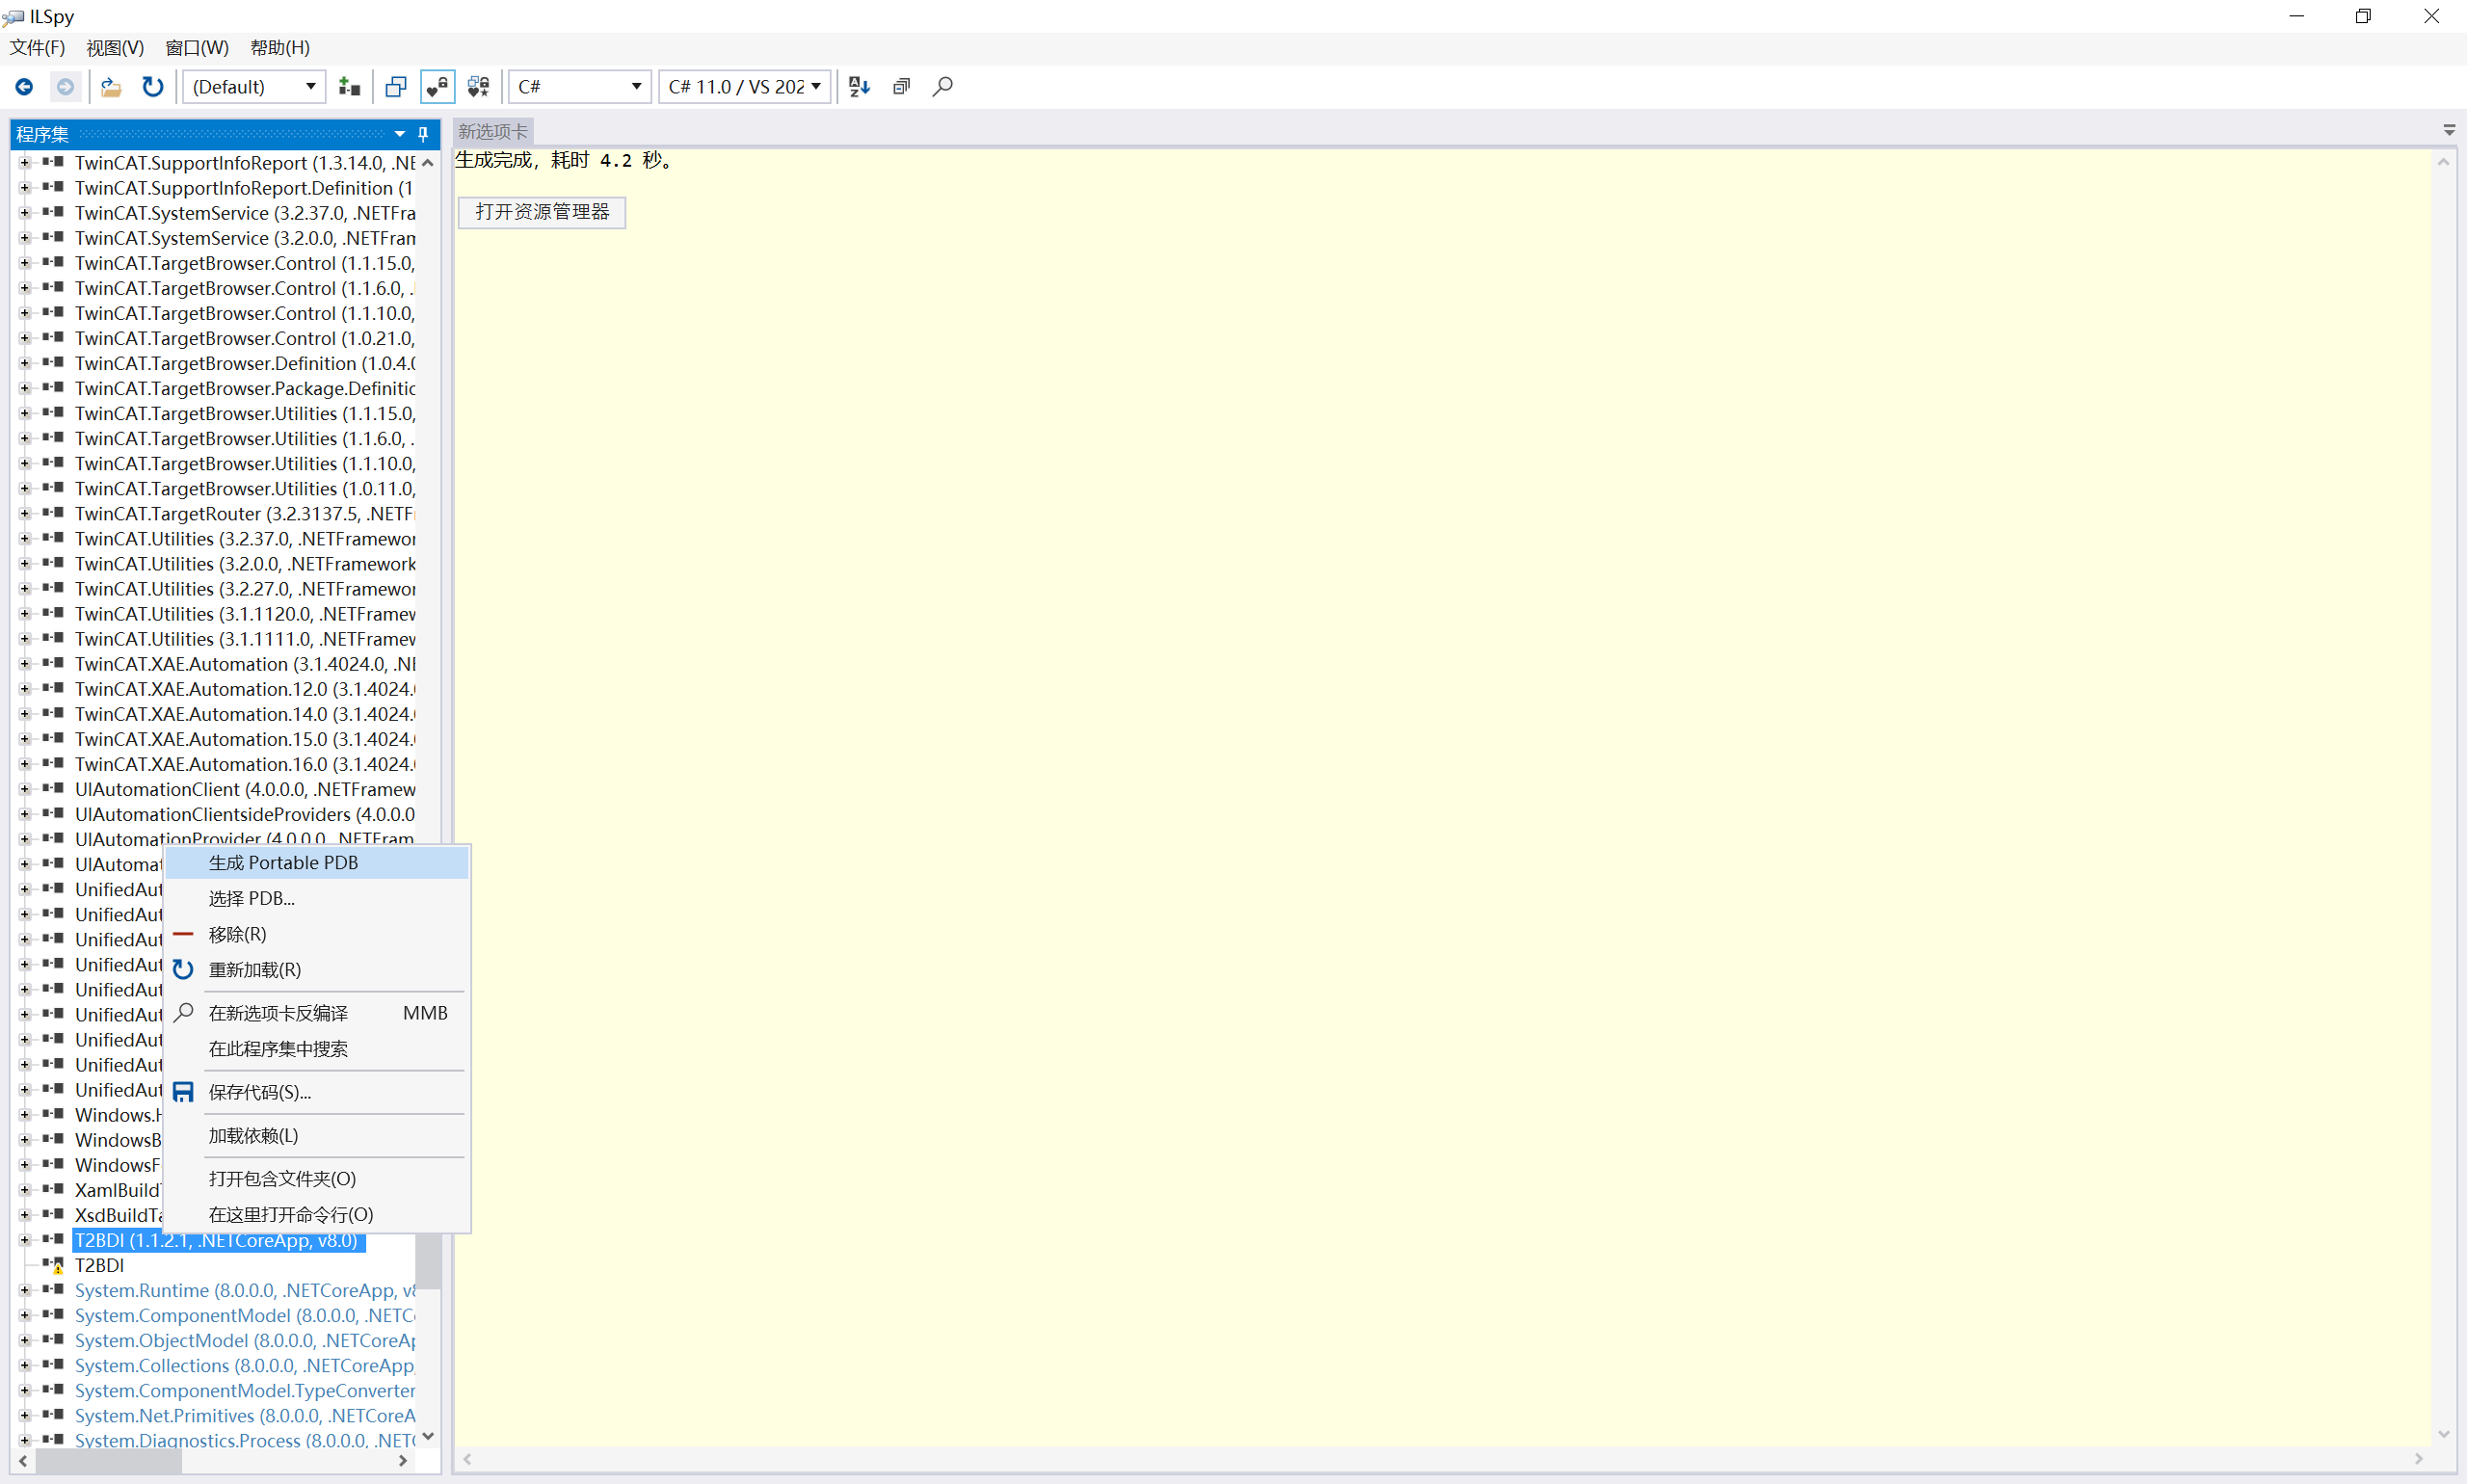 ILSpy
文件(F) 视图(V) 窗口(W) 帮助(H)
(Default) C# C# 11.0 / VS 202
程序集
新选项卡
TwinCAT.SupportInfoReport (1.3.14.0, .NE
TwinCAT.SupportInfoReport.Definition (1
TwinCAT.SystemService (3.2.37.0, .NETFra
TwinCAT.SystemService (3.2.0.0, .NETFram
TwinCAT.TargetBrowser.Control (1.1.15.0,
TwinCAT.TargetBrowser.Control (1.1.6.0, .
TwinCAT.TargetBrowser.Control (1.1.10.0,
TwinCAT.TargetBrowser.Control (1.0.21.0,
TwinCAT.TargetBrowser.Definition (1.0.4.0
TwinCAT.TargetBrowser.Package.Definitio
TwinCAT.TargetBrowser.Utilities (1.1.15.0,
TwinCAT.TargetBrowser.Utilities (1.1.6.0, .
TwinCAT.TargetBrowser.Utilities (1.1.10.0,
TwinCAT.TargetBrowser.Utilities (1.0.11.0,
TwinCAT.TargetRouter (3.2.3137.5, .NETF
TwinCAT.Utilities (3.2.37.0, .NETFramewor
TwinCAT.Utilities (3.2.0.0, .NETFramework
TwinCAT.Utilities (3.2.27.0, .NETFramewor
TwinCAT.Utilities (3.1.1120.0, .NETFramew
TwinCAT.Utilities (3.1.1111.0, .NETFramew
TwinCAT.XAE.Automation (3.1.4024.0, .NE
TwinCAT.XAE.Automation.12.0 (3.1.4024.
TwinCAT.XAE.Automation.14.0 (3.1.4024.
TwinCAT.XAE.Automation.15.0 (3.1.4024.
TwinCAT.XAE.Automation.16.0 (3.1.4024.
UIAutomationClient (4.0.0.0, .NETFramew
UIAutomationClientsideProviders (4.0.0.0
UIAutomationProvider (4.0.0.0, .NETFram
UIAutomat
UnifiedAut
UnifiedAut
UnifiedAut
UnifiedAut
UnifiedAut
UnifiedAut
UnifiedAut
UnifiedAut
UnifiedAut
Windows.H
WindowsB
WindowsF
XamlBuildT
XsdBuildTa
T2BDI (1.1.2.1, .NETCoreApp, v8.0)
T2BDI
System.Runtime (8.0.0.0, .NETCoreApp, v8
System.ComponentModel (8.0.0.0, .NETC
System.ObjectModel (8.0.0.0, .NETCoreAp
System.Collections (8.0.0.0, .NETCoreApp,
System.ComponentModel.TypeConverter
System.Net.Primitives (8.0.0.0, .NETCoreA
System.Diagnostics.Process (8.0.0.0, .NET
生成 Portable PDB
选择 PDB...
移除(R)
重新加载(R)
在新选项卡反编译 MMB
在此程序集中搜索
保存代码(S)...
加载依赖(L)
打开包含文件夹(O)
在这里打开命令行(O)
生成完成，耗时 4.2 秒。
打开资源管理器